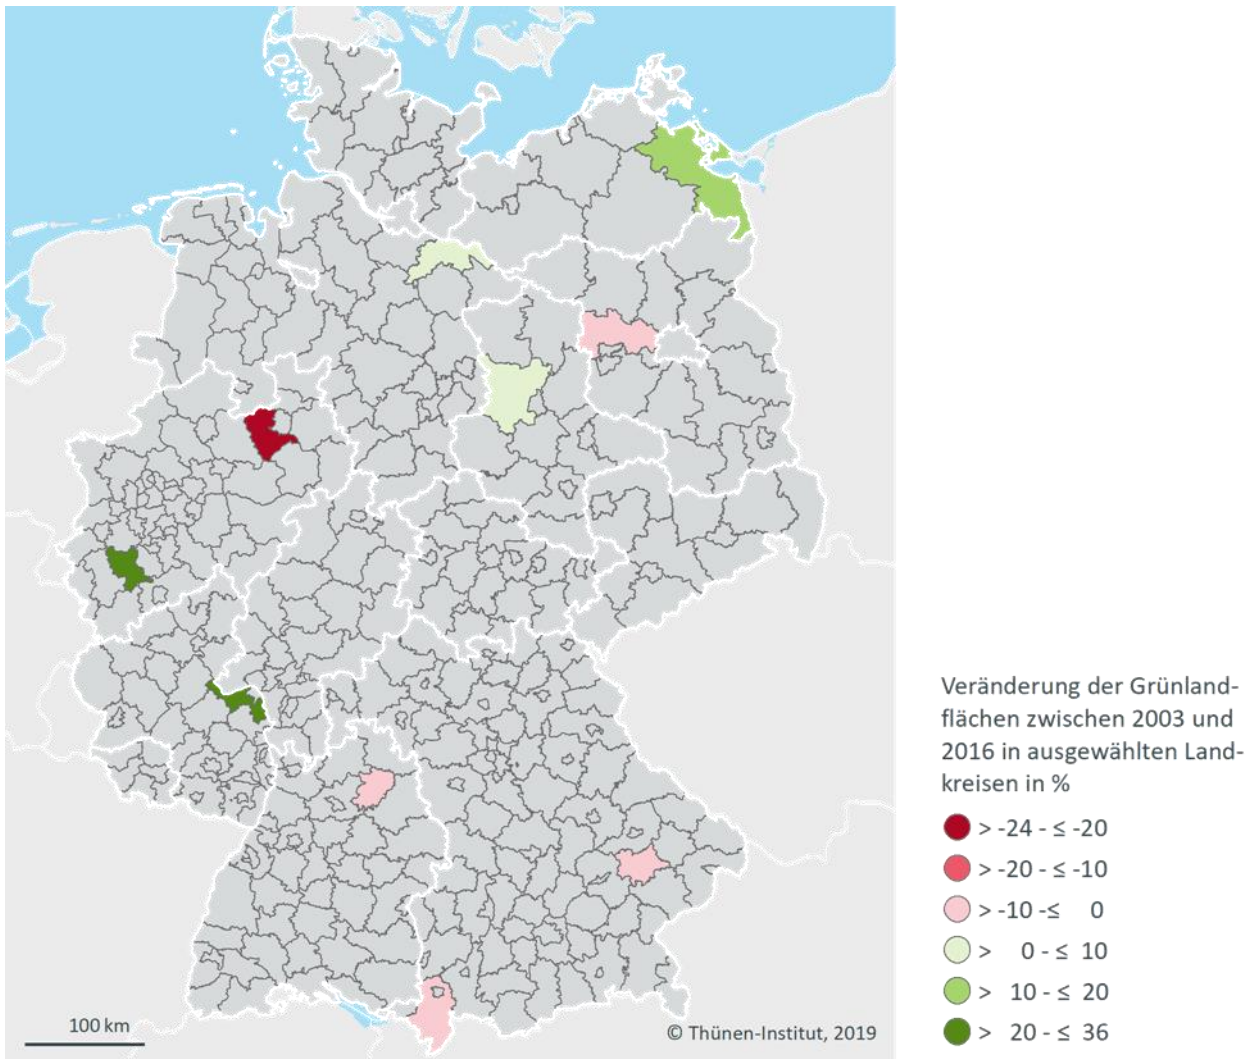 Veränderung der Grünland-
flächen zwischen 2003 und
2016 in ausgewählten Land-
kreisen in %
> -24 - ≤ -20
> -20 - ≤ -10
> -10 -≤ 0
> 0 - ≤ 10
> 10 - ≤ 20
> 20 - ≤ 36
100 km
© Thünen-Institut, 2019